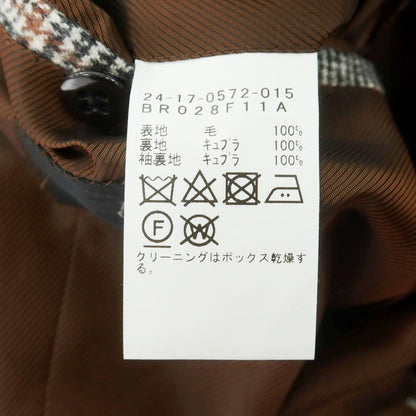 24-17-0572-015
BR028F11A
表地 毛 100%
裏地 キュプラ 100%
袖裏地 キュプラ 100%
F W
クリーニングはボックス乾燥す
る。